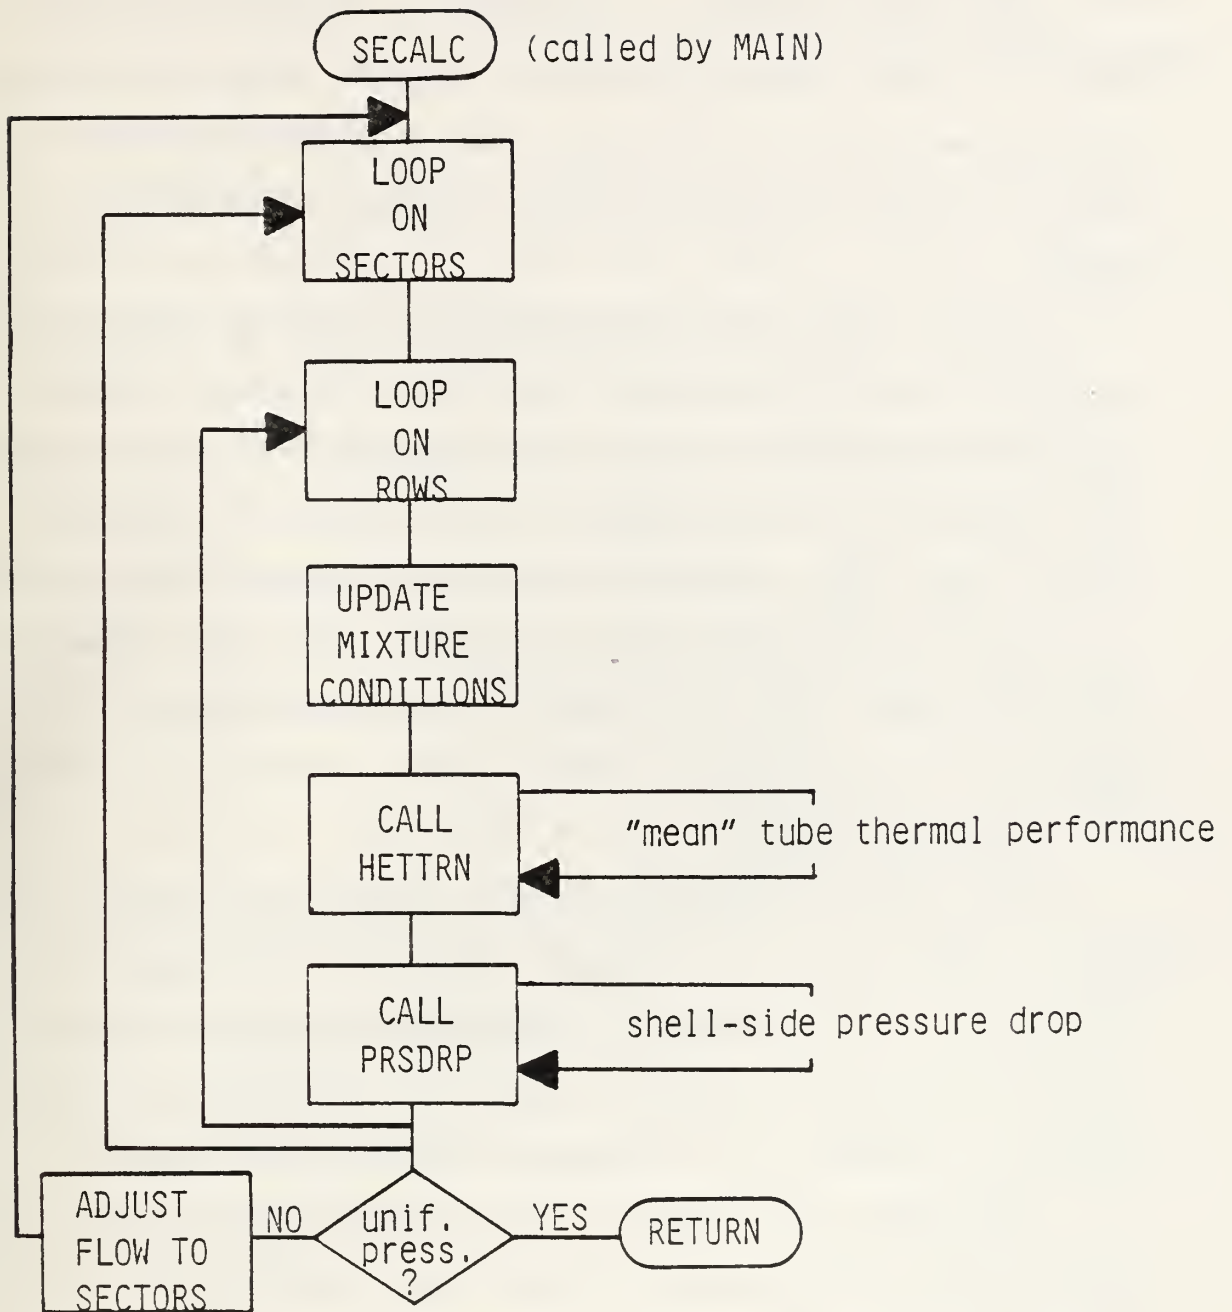 SECALC (called by MAIN)
LOOP
ON
SECTORS
LOOP
ON
ROWS
UPDATE
MIXTURE
CONDITIONS
CALL
HETTRN
"mean" tube thermal performance
CALL
PRSDRP
shell-side pressure drop
ADJUST
FLOW TO
SECTORS
NO
unif.
press.
?
YES
RETURN